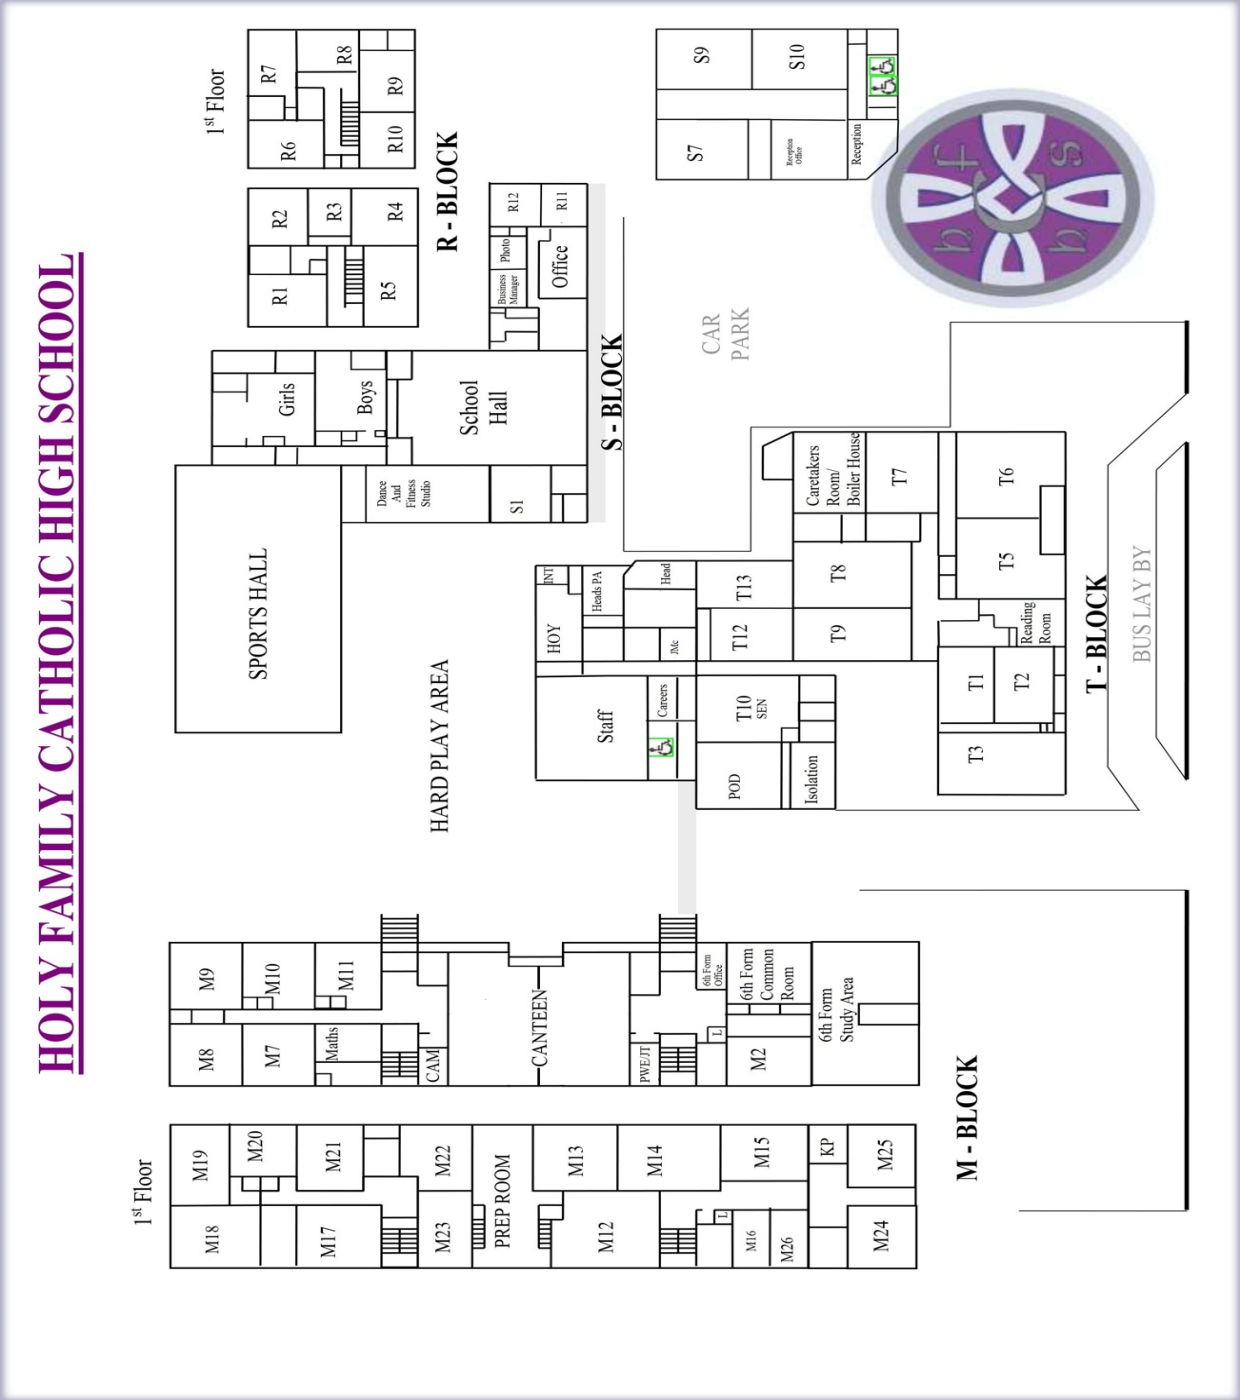 HOLY FAMILY CATHOLIC HIGH SCHOOL
1st Floor
R7
R8
R9
R6
R10
R - BLOCK
R2
R3
R4
R1
R5
S9
S10
S7
Reception
Office
Reception
h
f
h
s
R12
R11
Photo
Office
Business
Manager
S - BLOCK
CAR
PARK
Girls
Boys
School
Hall
Dance
And
Fitness
Studio
S1
SPORTS HALL
HARD PLAY AREA
Caretakers
Room/
Boiler House
T7
T6
T5
T8
T9
T13
T12
INT
HOY
Heads PA
Head
JMc
Reading
Room
T - BLOCK
BUS LAY BY
T1
T2
T3
Staff
Careers
T10
SEN
POD
Isolation
M9
M10
M11
M8
M7
Maths
CAM
CANTEEN
PWE/JT
6th Form
Office
L
6th Form
Common
Room
M2
6th Form
Study Area
M - BLOCK
1st Floor
M19
M20
M21
M22
M18
M17
M23
PREP ROOM
M13
M14
M15
M12
L
M16
M26
KP
M25
M24